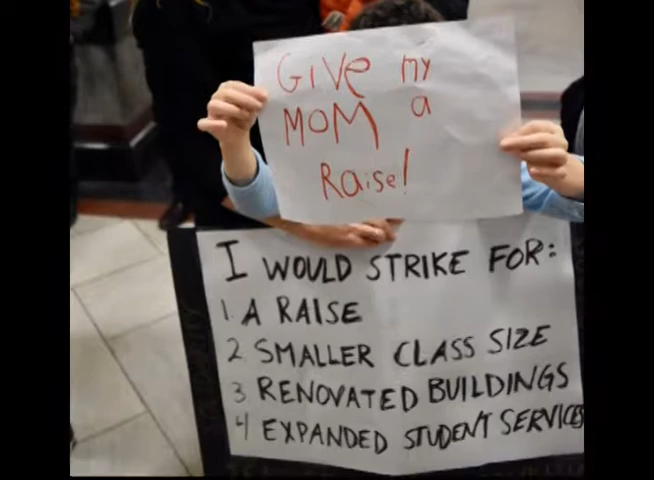 GIVe my
MOM a
Raise!
I WOULD STRIKE FOR:
1. A RAISE
2 SMALLER CLASS SIZE
3 RENOVATED BUILDINGS
4 EXPANDED STUDENT SERVICES